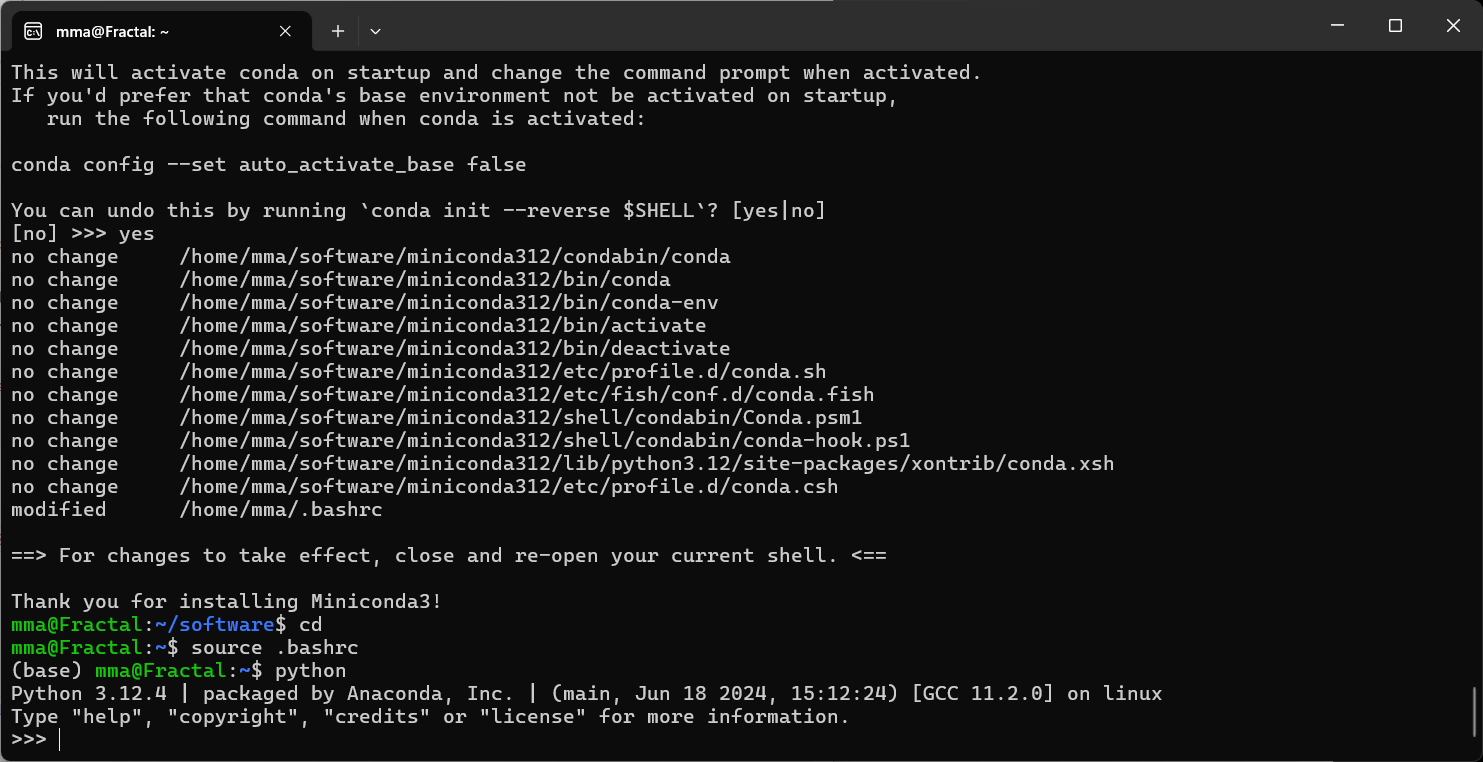 mma@Fractal: ~
This will activate conda on startup and change the command prompt when activated.
If you'd prefer that conda's base environment not be activated on startup,
   run the following command when conda is activated:

conda config --set auto_activate_base false

You can undo this by running `conda init --reverse $SHELL`? [yes|no]
[no] >>> yes
no change     /home/mma/software/miniconda312/condabin/conda
no change     /home/mma/software/miniconda312/bin/conda
no change     /home/mma/software/miniconda312/bin/conda-env
no change     /home/mma/software/miniconda312/bin/activate
no change     /home/mma/software/miniconda312/bin/deactivate
no change     /home/mma/software/miniconda312/etc/profile.d/conda.sh
no change     /home/mma/software/miniconda312/etc/fish/conf.d/conda.fish
no change     /home/mma/software/miniconda312/shell/condabin/Conda.psm1
no change     /home/mma/software/miniconda312/shell/condabin/conda-hook.ps1
no change     /home/mma/software/miniconda312/lib/python3.12/site-packages/xontrib/conda.xsh
no change     /home/mma/software/miniconda312/etc/profile.d/conda.csh
modified      /home/mma/.bashrc

==> For changes to take effect, close and re-open your current shell. <==

Thank you for installing Miniconda3!
mma@Fractal:~/software$ cd
mma@Fractal:~$ source .bashrc
(base) mma@Fractal:~$ python
Python 3.12.4 | packaged by Anaconda, Inc. | (main, Jun 18 2024, 15:12:24) [GCC 11.2.0] on linux
Type "help", "copyright", "credits" or "license" for more information.
>>>